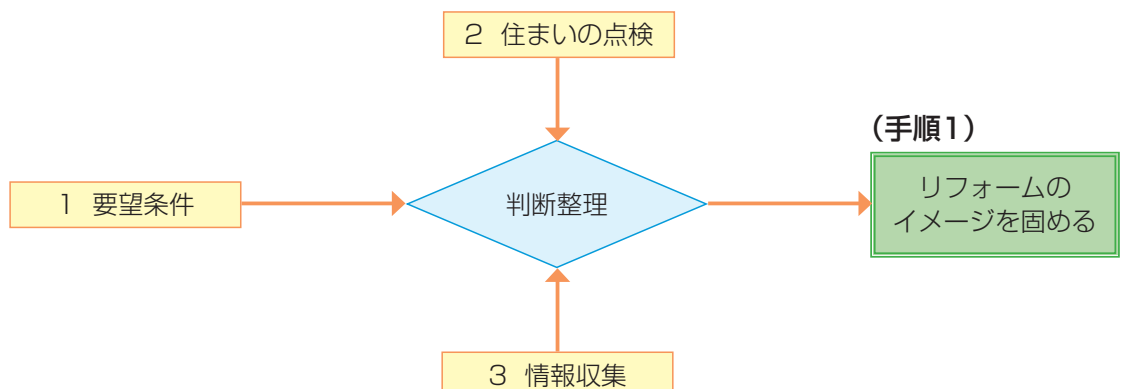 2 住まいの点検
(手順1)
1 要望条件
判断整理
リフォームの
イメージを固める
3 情報収集